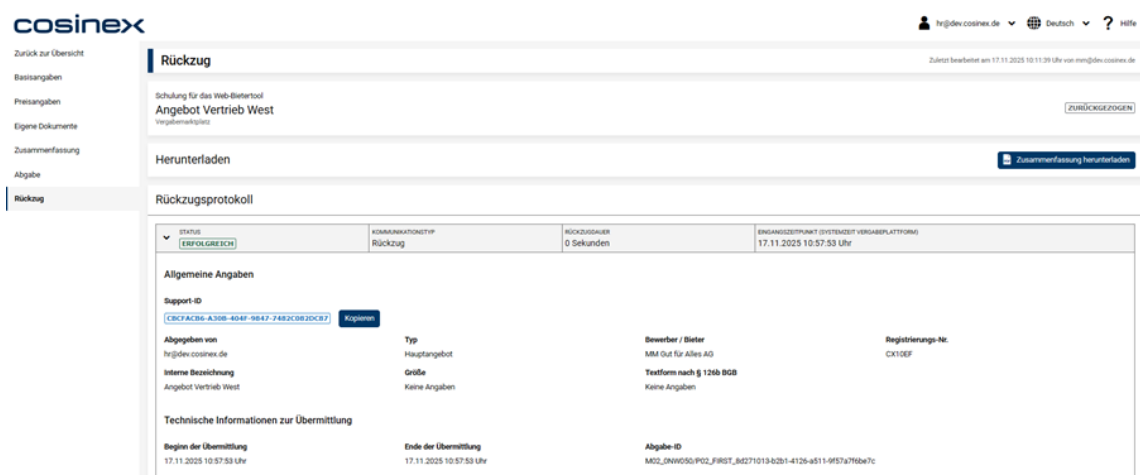 cosinex
hr@dev.cosinex.de
Deutsch
? Hilfe
Zurück zur Übersicht
Basisangaben
Preisangaben
Eigene Dokumente
Zusammenfassung
Abgabe
Rückzug
Rückzug
Zuletzt bearbeitet am 17.11.2025 10:11:39 Uhr von mm@dev.cosinex.de
Schulung für das Web-Bietertool
Angebot Vertrieb West
Vergabemarktplatz
ZURÜCKGEZOGEN
Herunterladen
Zusammenfassung herunterladen
Rückzugsprotokoll
STATUS
ERFOLGREICH
KOMMUNIKATIONSTYP
Rückzug
RÜCKZUGDAUER
0 Sekunden
EINGANGSZEITPUNKT (SYSTEMZEIT VERGABEPLATTFORM)
17.11.2025 10:57:53 Uhr
Allgemeine Angaben
Support-ID
CBCFACB6-A30B-404F-9847-7482C082DC87
Kopieren
Abgegeben von
hr@dev.cosinex.de
Typ
Hauptangebot
Bewerber / Bieter
MM Gut für Alles AG
Registrierungs-Nr.
CX10EF
Interne Bezeichnung
Angebot Vertrieb West
Größe
Keine Angaben
Textform nach § 126b BGB
Keine Angaben
Technische Informationen zur Übermittlung
Beginn der Übermittlung
17.11.2025 10:57:53 Uhr
Ende der Übermittlung
17.11.2025 10:57:53 Uhr
Abgabe-ID
M02_0NW050/P02_FIRST_8d271013-b2b1-4126-a511-9f57a7f6be7c